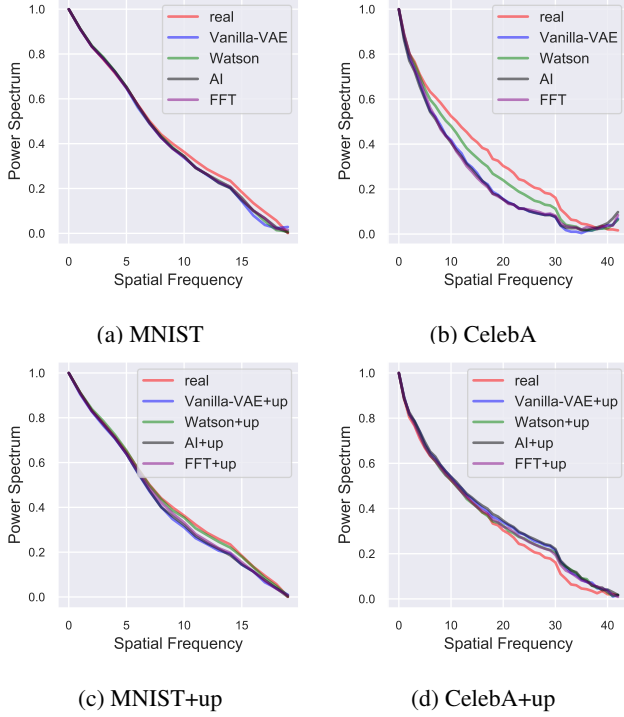 1.0
0.8
0.6
0.4
0.2
0.0
Power Spectrum
real
Vanilla-VAE
Watson
AI
FFT
0 5 10 15
Spatial Frequency
(a) MNIST
1.0
0.8
0.6
0.4
0.2
0.0
Power Spectrum
real
Vanilla-VAE
Watson
AI
FFT
0 10 20 30 40
Spatial Frequency
(b) CelebA
1.0
0.8
0.6
0.4
0.2
0.0
Power Spectrum
real
Vanilla-VAE+up
Watson+up
AI+up
FFT+up
0 5 10 15
Spatial Frequency
(c) MNIST+up
1.0
0.8
0.6
0.4
0.2
0.0
Power Spectrum
real
Vanilla-VAE+up
Watson+up
AI+up
FFT+up
0 10 20 30 40
Spatial Frequency
(d) CelebA+up